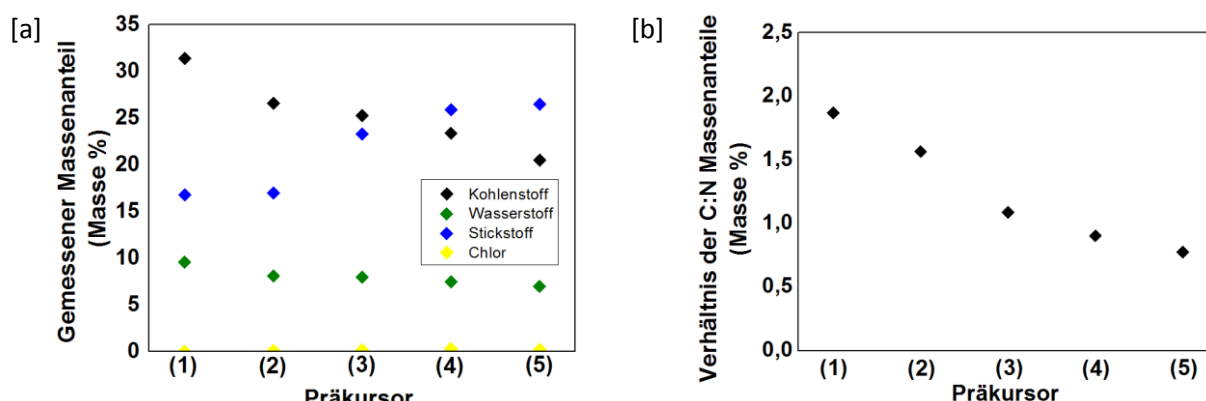 [a]
Gemessener Massenanteil
(Masse %)
35
30
25
20
15
10
5
0
Kohlenstoff
Wasserstoff
Stickstoff
Chlor
(1) (2) (3) (4) (5)
Präkursor
[b]
Verhältnis der C:N Massenanteile
(Masse %)
2,5
2,0
1,5
1,0
0,5
0,0
(1) (2) (3) (4) (5)
Präkursor